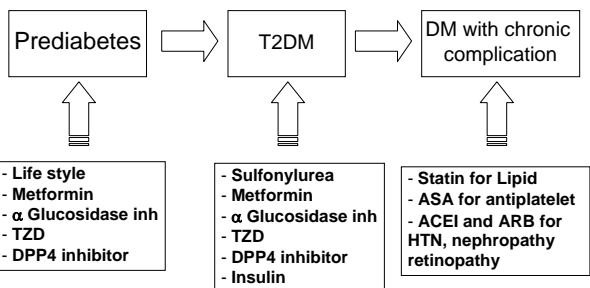 Prediabetes
T2DM
DM with chronic
complication
- Life style
- Metformin
- α Glucosidase inh
- TZD
- DPP4 inhibitor
- Sulfonylurea
- Metformin
- α Glucosidase inh
- TZD
- DPP4 inhibitor
- Insulin
- Statin for Lipid
- ASA for antiplatelet
- ACEI and ARB for
HTN, nephropathy
retinopathy